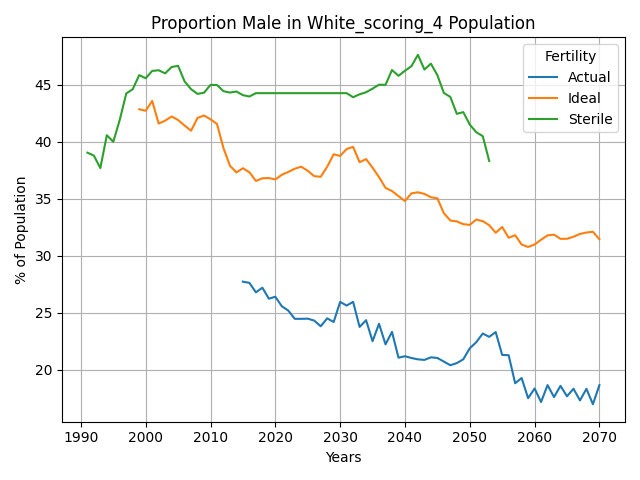 Proportion Male in White_scoring_4 Population
Fertility
Actual
Ideal
Sterile
% of Population
45
40
35
30
25
20
1990
2000
2010
2020
2030
2040
2050
2060
2070
Years